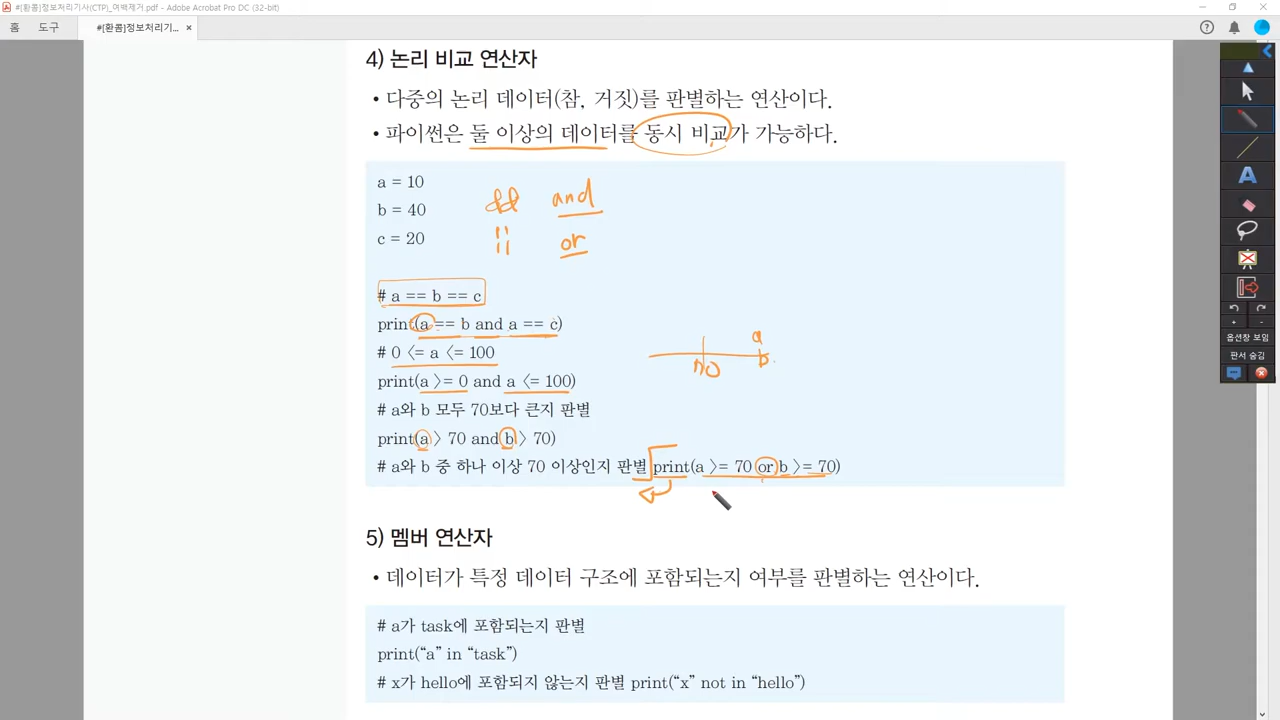 #[환콤]정보처리기사(CTP)_여백제거.pdf - Adobe Acrobat Pro DC (32-bit)
홈 도구 #[환콤]정보처리기... ×
4) 논리 비교 연산자
• 다중의 논리 데이터(참, 거짓)를 판별하는 연산이다.
• 파이썬은 둘 이상의 데이터를 동시 비교가 가능하다.
a = 10
b = 40
c = 20
&& and
|| or
# a == b == c
print(a == b and a == c)
# 0 <= a <= 100
print(a >= 0 and a <= 100)
a
70 b
# a와 b 모두 70보다 큰지 판별
print(a > 70 and b > 70)
# a와 b 중 하나 이상 70 이상인지 판별 print(a >= 70 or b >= 70)
5) 멤버 연산자
• 데이터가 특정 데이터 구조에 포함되는지 여부를 판별하는 연산이다.
# a가 task에 포함되는지 판별
print(“a” in “task”)
# x가 hello에 포함되지 않는지 판별 print(“x” not in “hello”)
옵션창 보임
판서 숨김